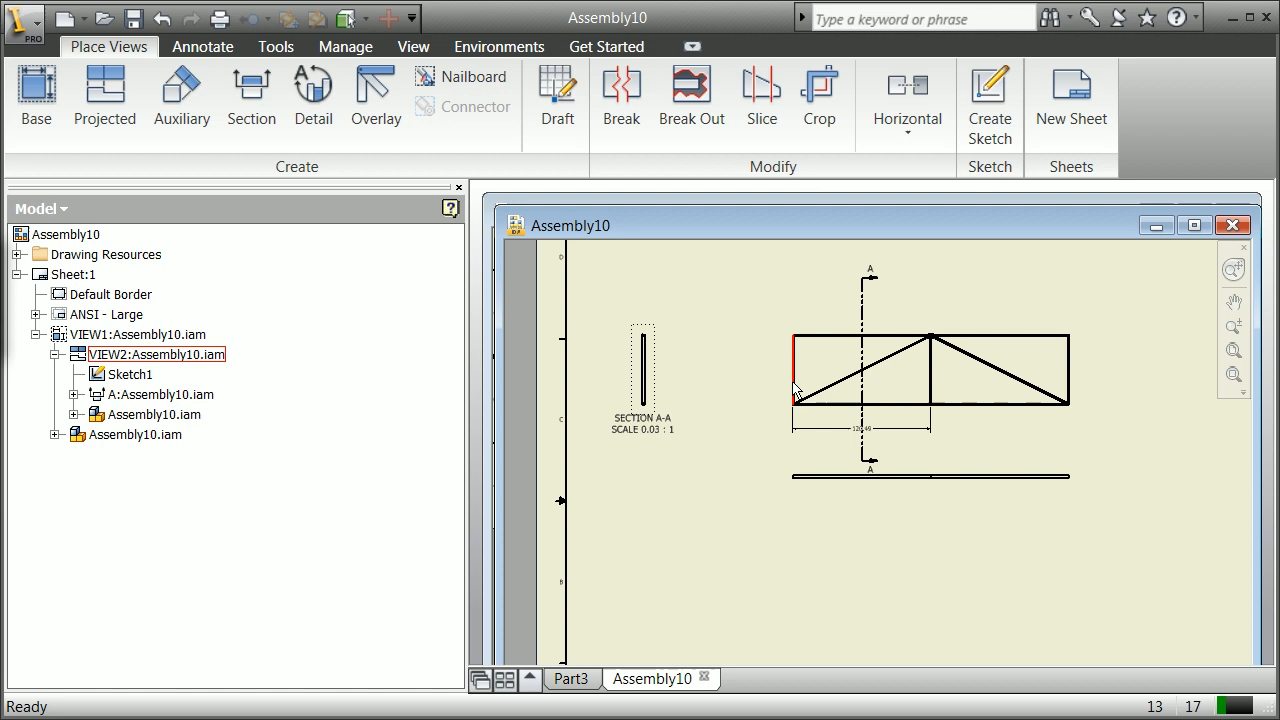 Assembly10
Type a keyword or phrase
PRO
Place Views Annotate Tools Manage View Environments Get Started
Base Projected Auxiliary Section Detail Overlay Nailboard Connector Draft Break Break Out Slice Crop Horizontal Create Sketch New Sheet
Create Modify Sketch Sheets
Model
Assembly10
Drawing Resources
Sheet:1
Default Border
ANSI - Large
VIEW1:Assembly10.iam
VIEW2:Assembly10.iam
Sketch1
A:Assembly10.iam
Assembly10.iam
Assembly10.iam
Assembly10
D
A
C
SECTION A-A
SCALE 0.03 : 1
A
B
Part3 Assembly10
Ready 13 17